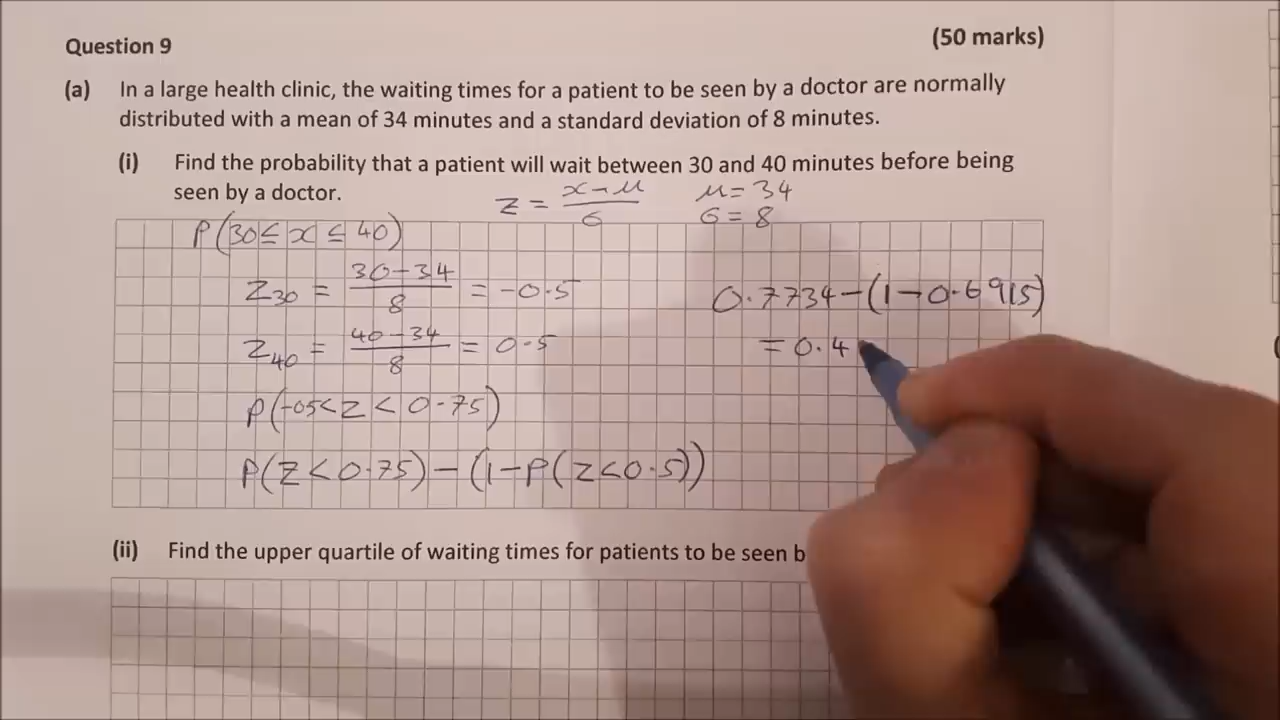 Question 9
(50 marks)
(a) In a large health clinic, the waiting times for a patient to be seen by a doctor are normally
distributed with a mean of 34 minutes and a standard deviation of 8 minutes.
(i) Find the probability that a patient will wait between 30 and 40 minutes before being
seen by a doctor.
z = (x-μ)/σ
μ = 34
σ = 8
P(30 ≤ x ≤ 40)
Z30 = (30-34)/8 = -0.5
Z40 = (40-34)/8 = 0.5
P(-05<Z<0.75)
P(Z<0.75)-(1-P(Z<0.5))
0.7734-(1-0.6915)
= 0.4
(ii) Find the upper quartile of waiting times for patients to be seen b